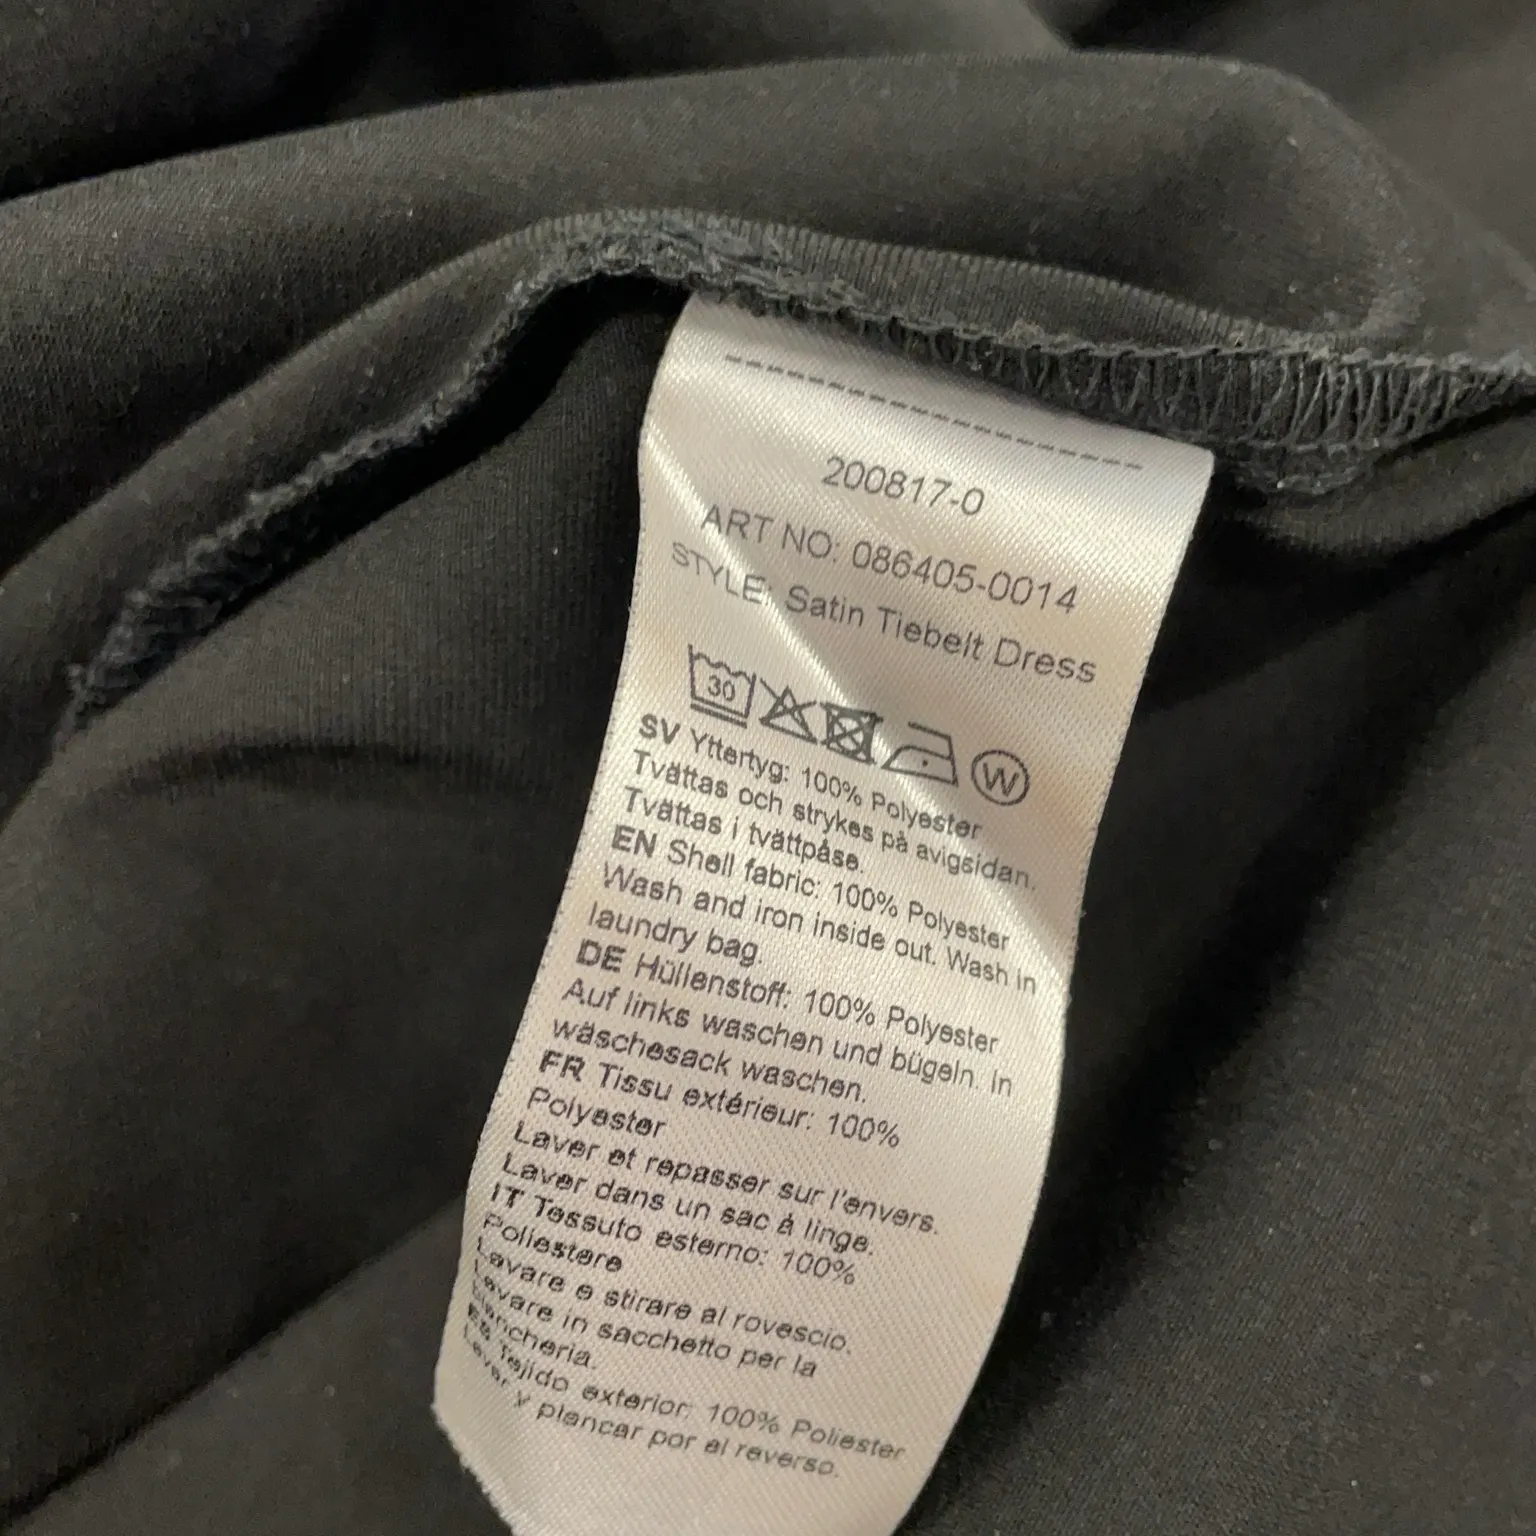 200817-0
ART NO: 086405-0014
STYLE: Satin Tiebelt Dress
30 W
SV Yttertyg: 100% Polyester
Tvättas och strykes på avigsidan.
Tvättas i tvättpåse.
EN Shell fabric: 100% Polyester
Wash and iron inside out. Wash in
laundry bag.
DE Hüllenstoff: 100% Polyester
Auf links waschen und bügeln. In
wäschesack waschen.
FR Tissu extérieur: 100%
Polyester
Laver et repasser sur l'envers.
Laver dans un sac à linge.
IT Tessuto esterno: 100%
Poliestere
Lavare e stirare al rovescio.
Lavare in sacchetto per la
biancheria.
ES Tejido exterior: 100% Poliester
Laver y plancar por al reverso.